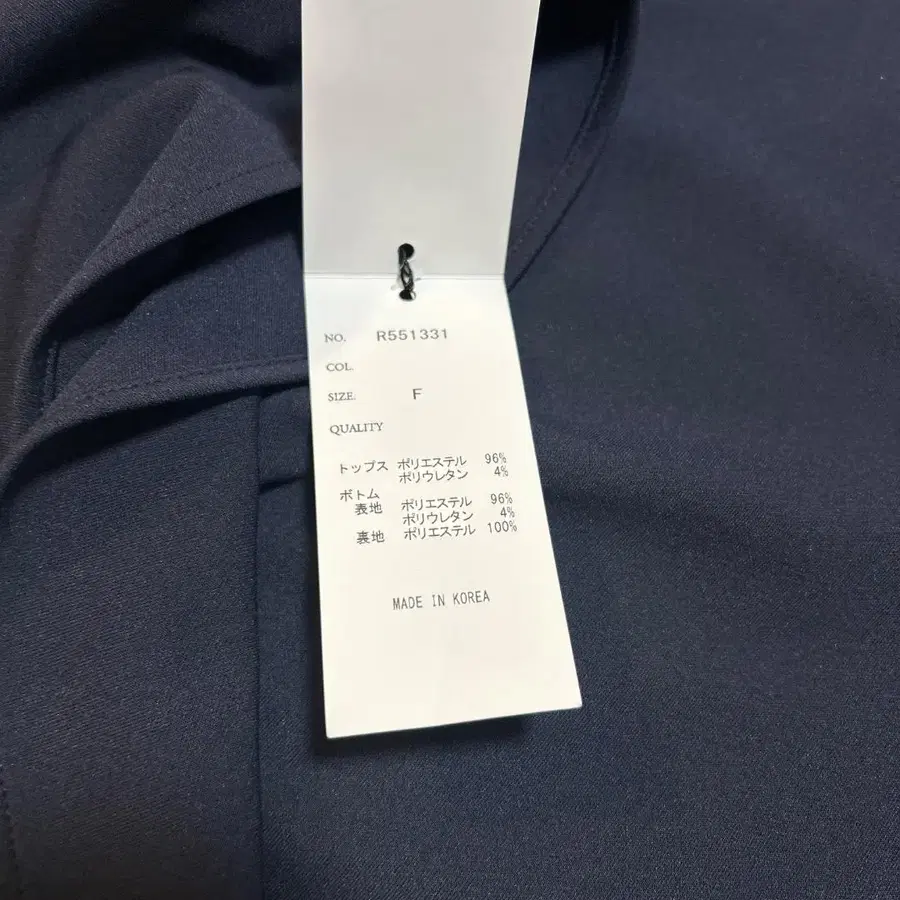 NO. R551331
COL.
SIZE. F
QUALITY
トップス ポリエステル 96%
ポリウレタン 4%
ボトム
表地 ポリエステル 96%
ポリウレタン 4%
裏地 ポリエステル 100%
MADE IN KOREA